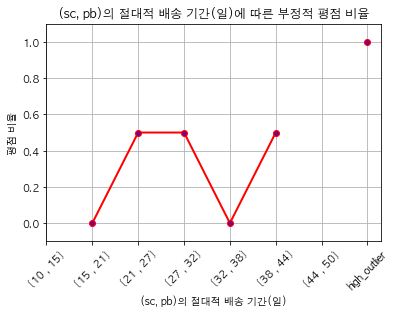 (sc, pb)의 절대적 배송 기간(일)에 따른 부정적 평점 비율
평점 비율
1.0
0.8
0.6
0.4
0.2
0.0
(10 , 15)
(15 , 21)
(21 , 27)
(27 , 32)
(32 , 38)
(38 , 44)
(44 , 50)
hgh_outlier
(sc, pb)의 절대적 배송 기간(일)